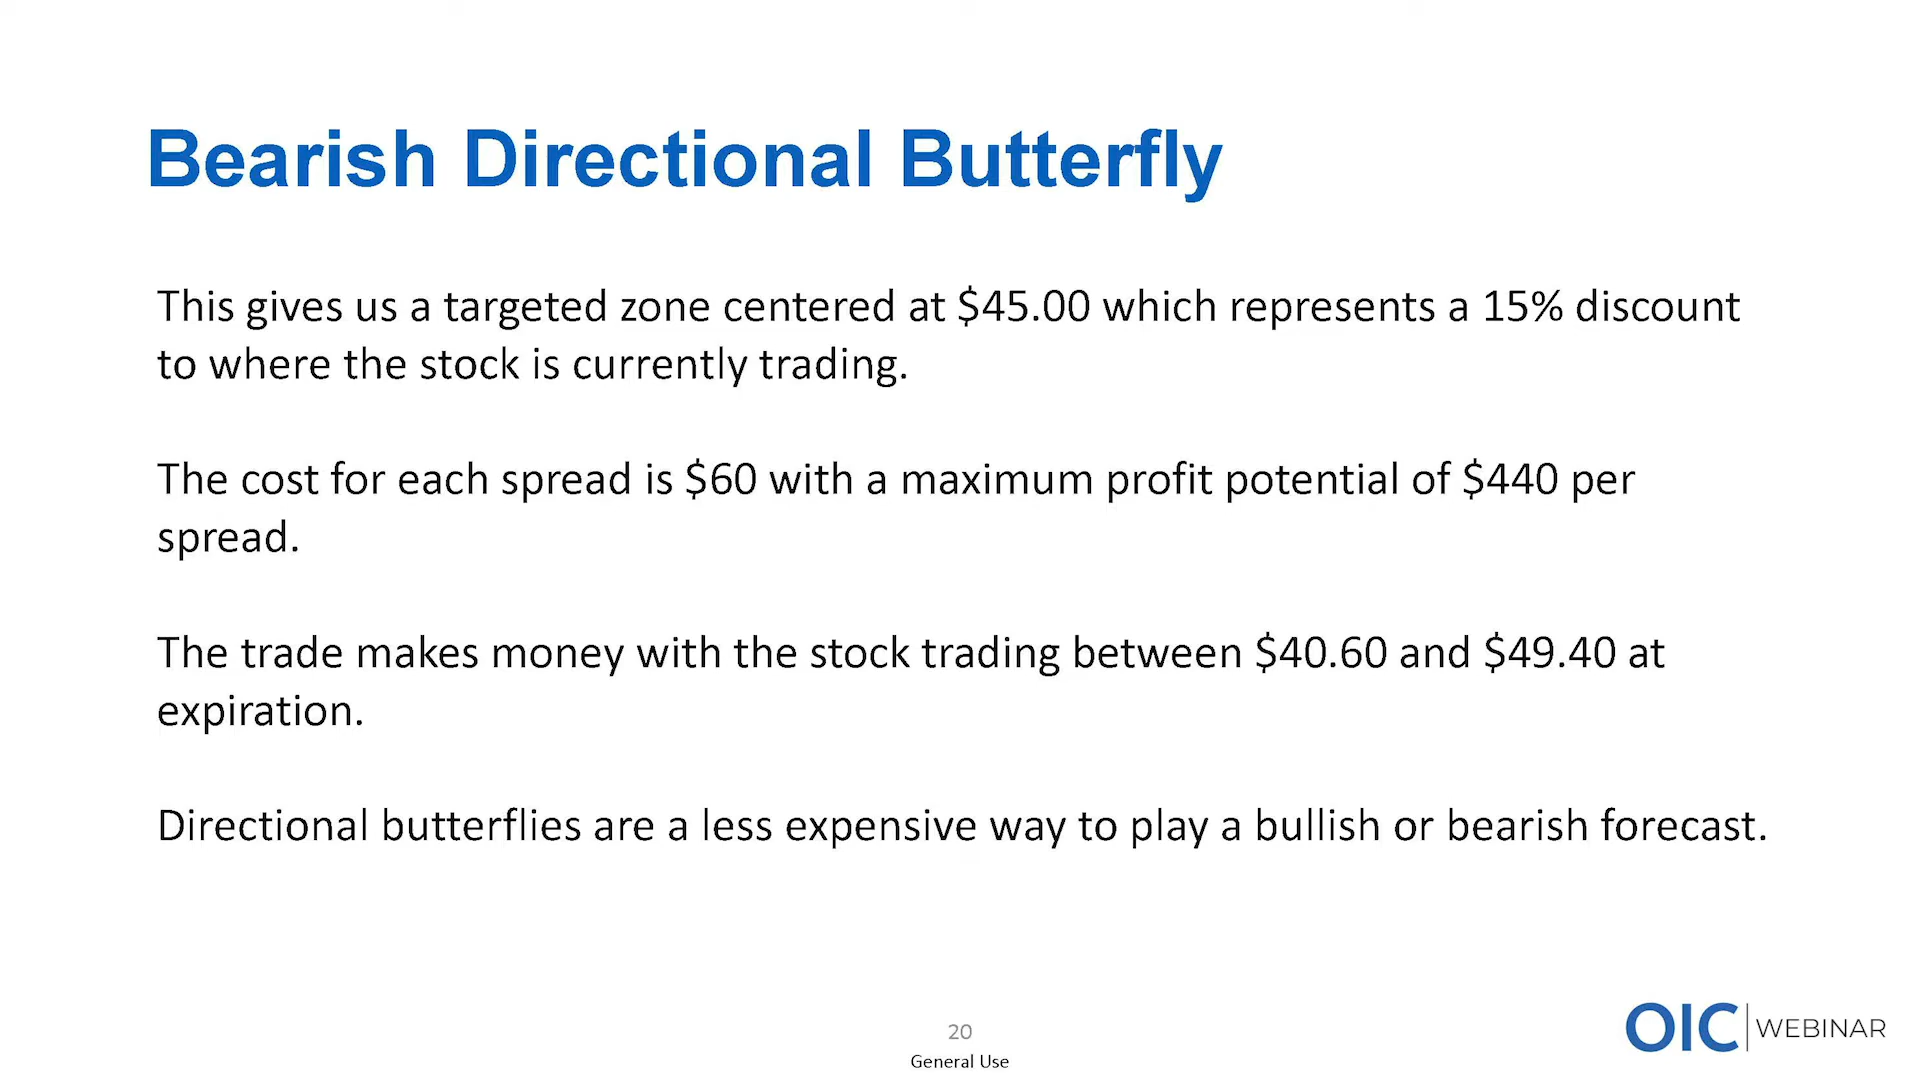 Bearish Directional Butterfly
This gives us a targeted zone centered at $45.00 which represents a 15% discount
to where the stock is currently trading.
The cost for each spread is $60 with a maximum profit potential of $440 per
spread.
The trade makes money with the stock trading between $40.60 and $49.40 at
expiration.
Directional butterflies are a less expensive way to play a bullish or bearish forecast.
20
General Use
OIC WEBINAR